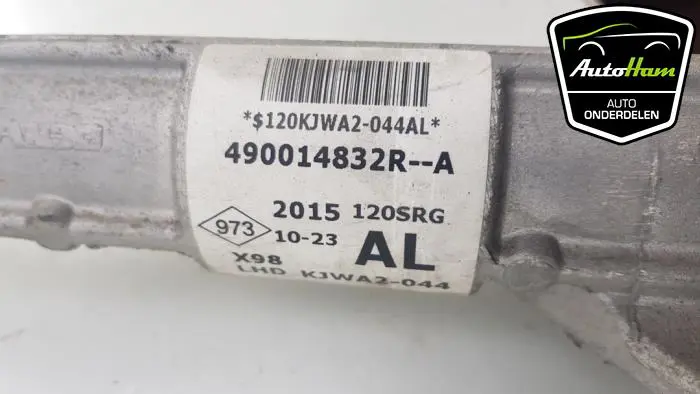 AutoHam
AUTO
ONDERDELEN
*$120KJWA2-044AL*
490014832R--A
973
2015 120SRG
10-23 AL
X98
LHD KJWA2-044